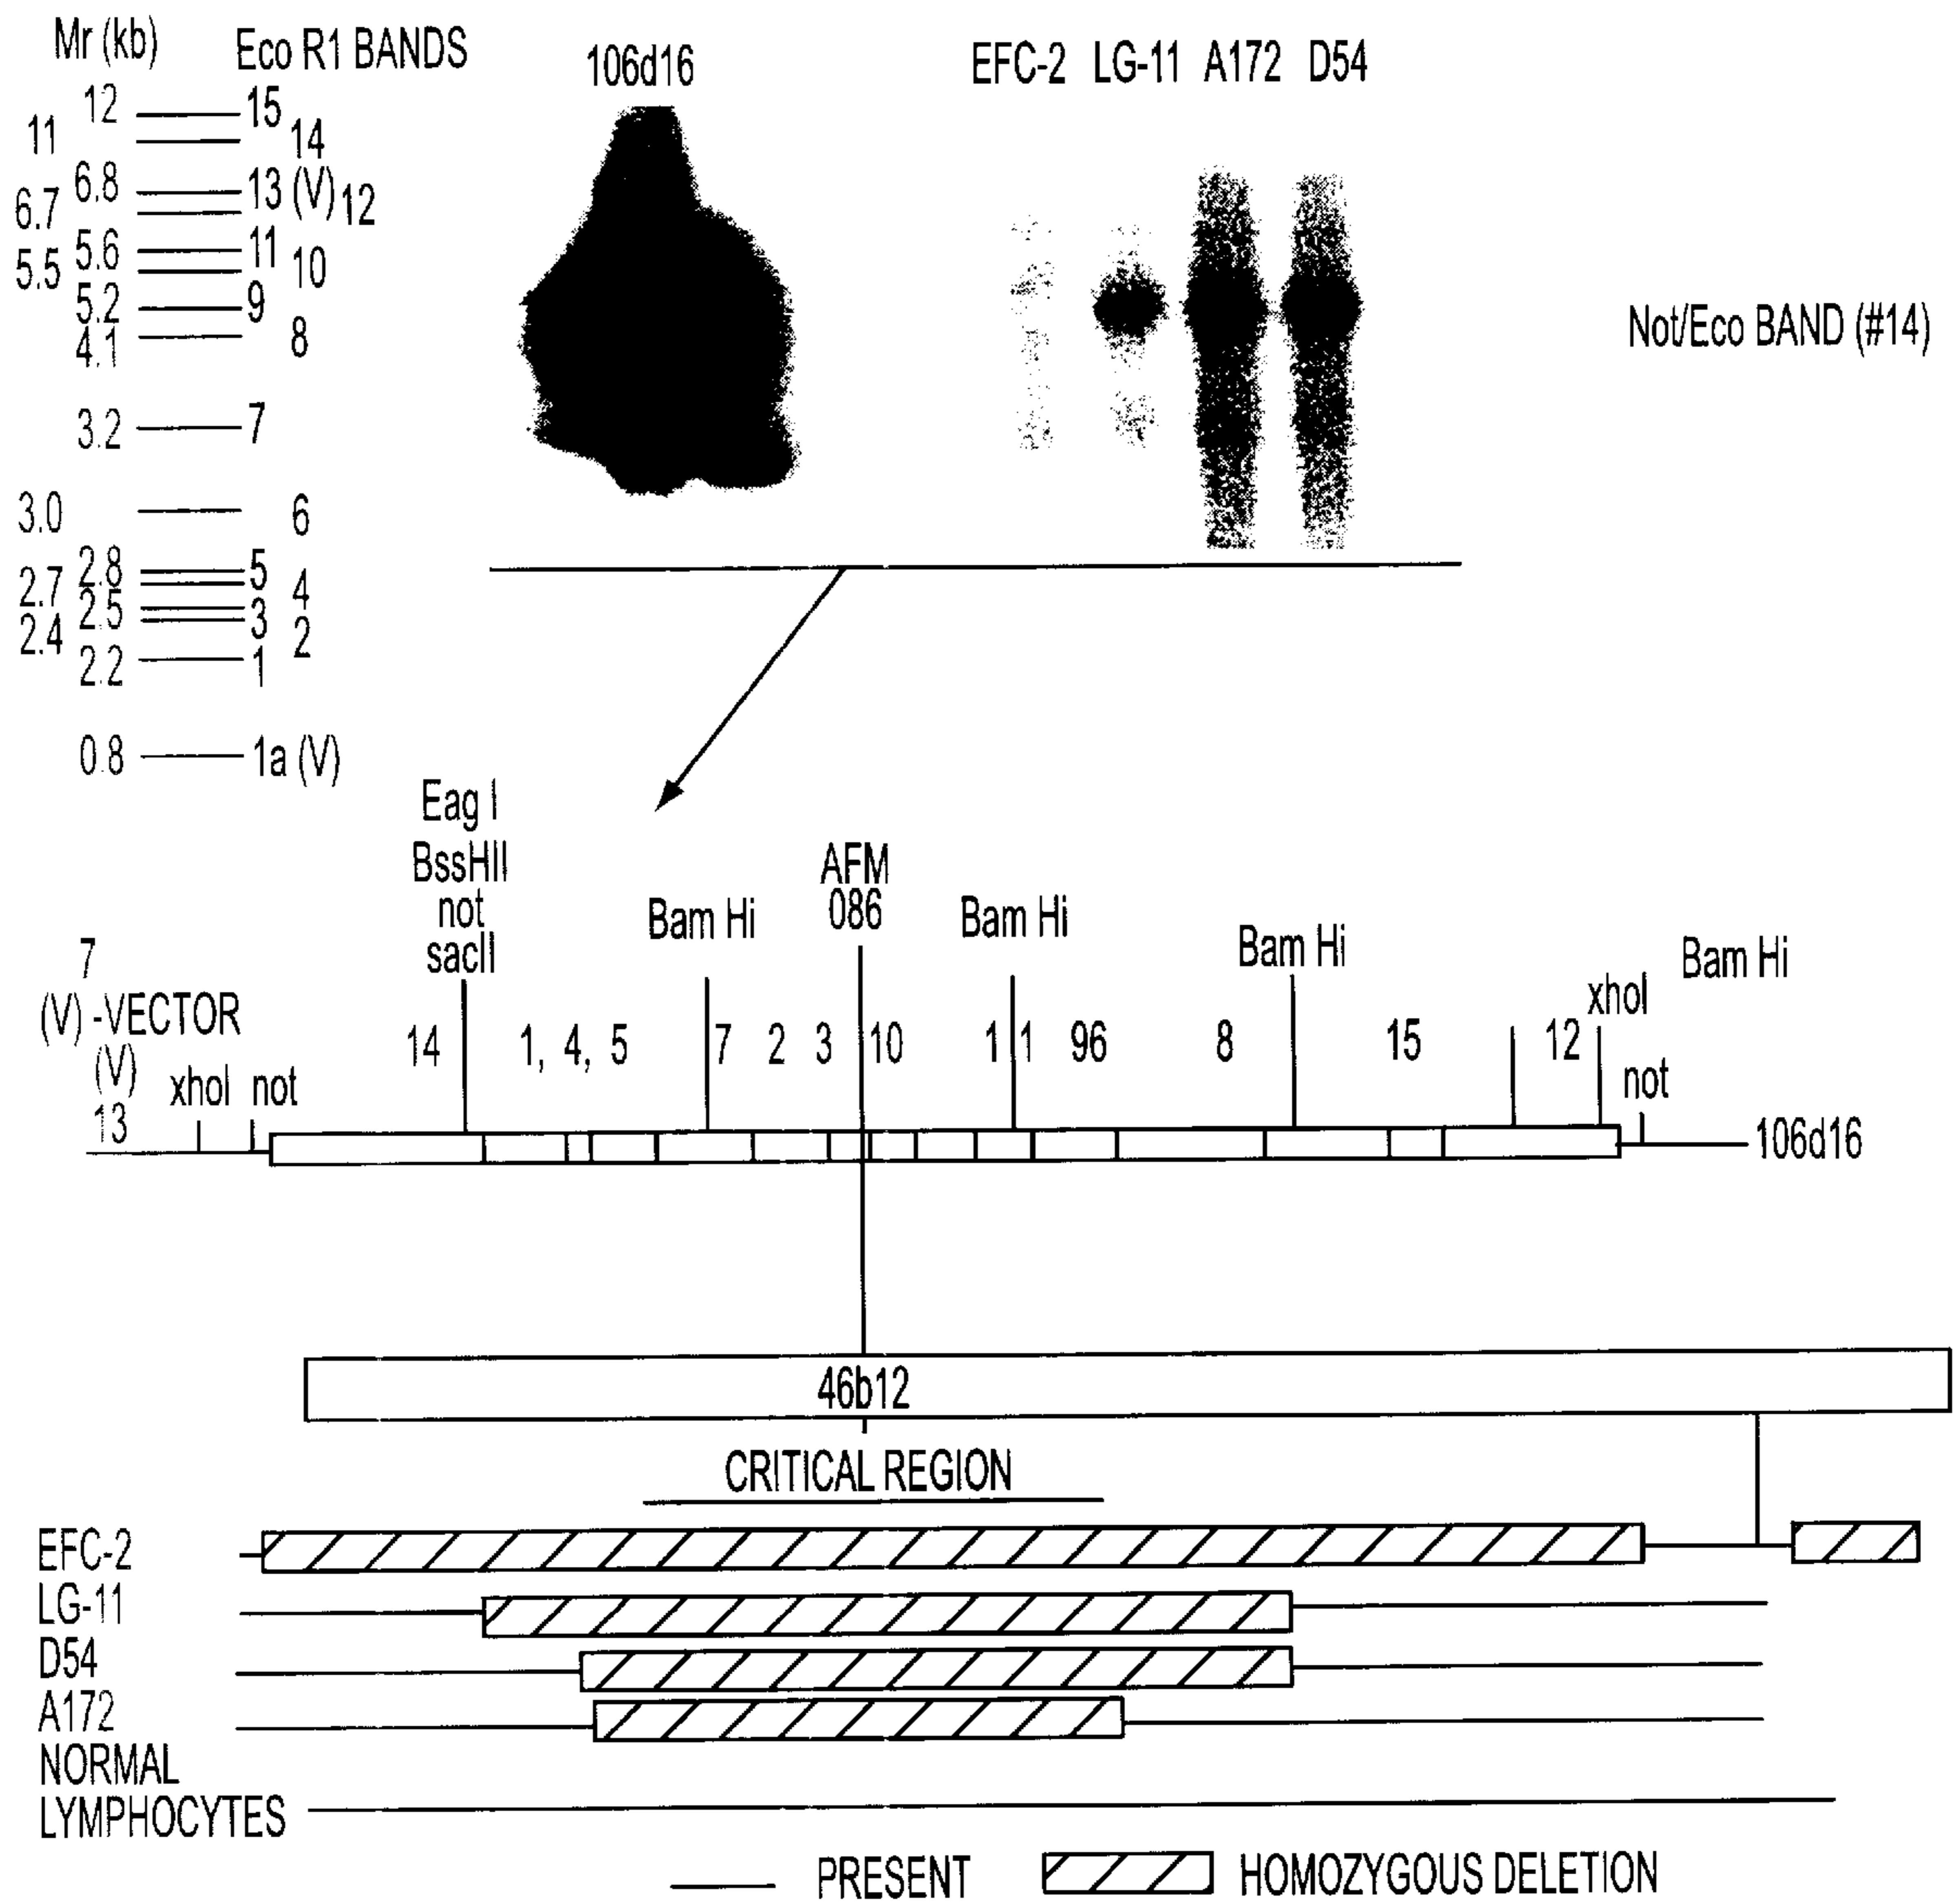 Mr (kb) Eco R1 BANDS
106d16
EFC-2 LG-11 A172 D54
12 15
11 14
6.8 13 (V)
6.7 12
5.6 11
5.5 10
5.2 9
4.1 8
3.2 7
3.0 6
2.8 5
2.7 4
2.5 3
2.4 2
2.2 1
0.8 1a (V)
Not/Eco BAND (#14)
Eag I
BssHII
not
sacII
Bam Hi
AFM
086
Bam Hi
Bam Hi
Bam Hi
7
(V) -VECTOR
(V)
13
xhol not
14 1, 4, 5 7 2 3 10 1 1 96 8 15 12
xhol
not
106d16
46b12
CRITICAL REGION
EFC-2
LG-11
D54
A172
NORMAL
LYMPHOCYTES
PRESENT HOMOZYGOUS DELETION